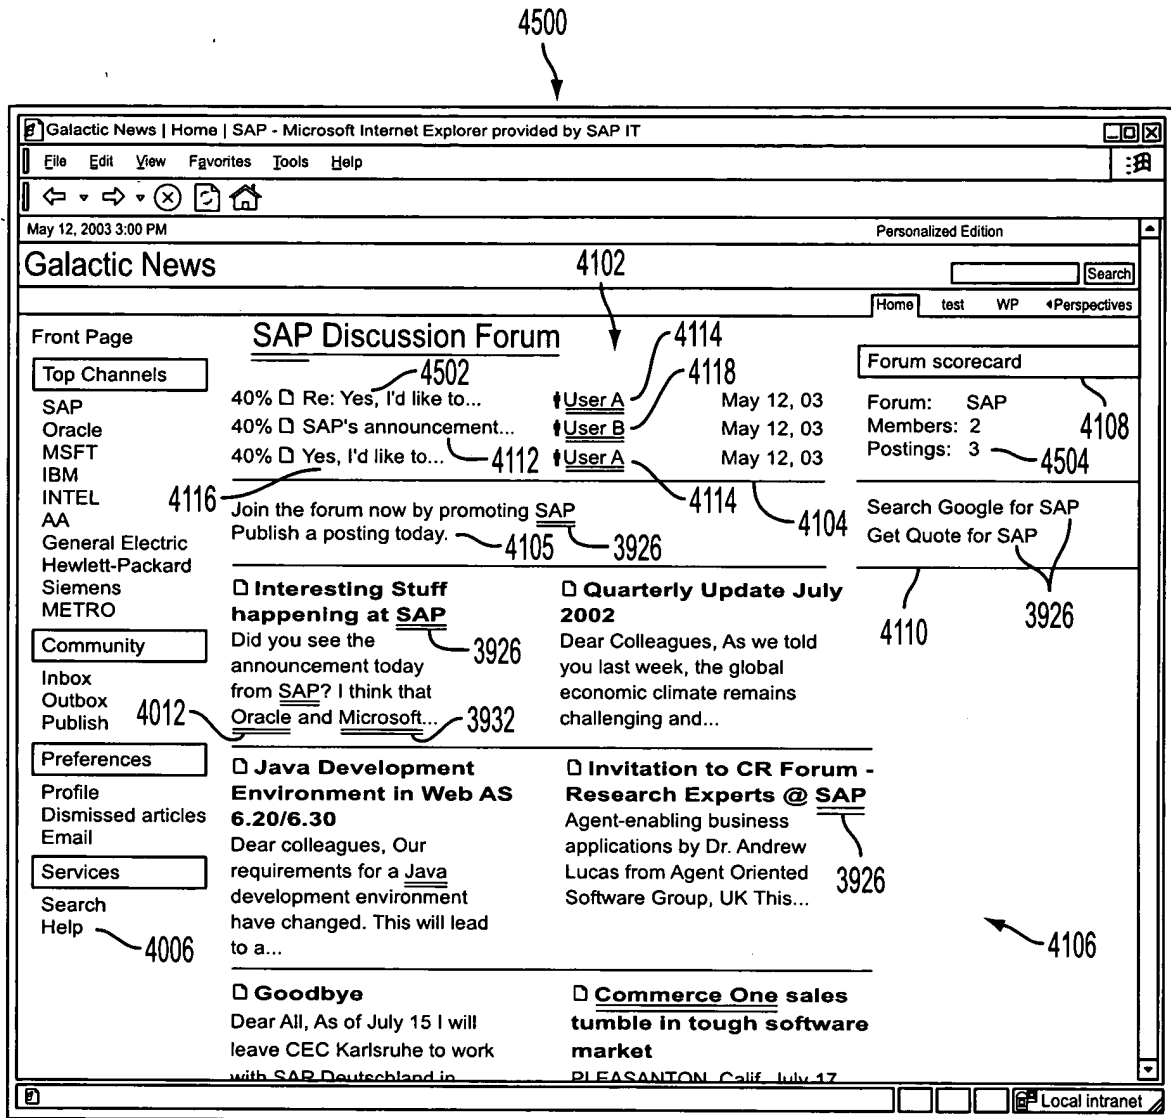 4500
Galactic News | Home | SAP - Microsoft Internet Explorer provided by SAP IT
File Edit View Favorites Tools Help
May 12, 2003 3:00 PM Personalized Edition
Galactic News 4102 Search
Home test WP Perspectives
Front Page
Top Channels
SAP
Oracle
MSFT
IBM
INTEL
AA
General Electric
Hewlett-Packard
Siemens
METRO
Community
Inbox
Outbox
Publish
Preferences
Profile
Dismissed articles
Email
Services
Search
Help
4006
SAP Discussion Forum 4114
4502 4118
40% Re: Yes, I'd like to... User A May 12, 03
40% SAP's announcement... User B May 12, 03
40% Yes, I'd like to... 4112 User A May 12, 03
4116 4114 4104
Join the forum now by promoting SAP
Publish a posting today. 4105 3926
Interesting Stuff
happening at SAP
Did you see the
announcement today 3926
from SAP? I think that
4012 Oracle and Microsoft... 3932
Quarterly Update July
2002
Dear Colleagues, As we told
you last week, the global
economic climate remains
challenging and...
Java Development
Environment in Web AS
6.20/6.30
Dear colleagues, Our
requirements for a Java
development environment
have changed. This will lead
to a...
Invitation to CR Forum -
Research Experts @ SAP
Agent-enabling business
applications by Dr. Andrew
Lucas from Agent Oriented 3926
Software Group, UK This...
Goodbye
Dear All, As of July 15 I will
leave CEC Karlsruhe to work
with SAP Deutschland in
Commerce One sales
tumble in tough software
market
PLEASANTON, Calif, July 17
Forum scorecard
Forum: SAP 4108
Members: 2
Postings: 3 4504
Search Google for SAP
Get Quote for SAP
4110 3926
4106
Local intranet